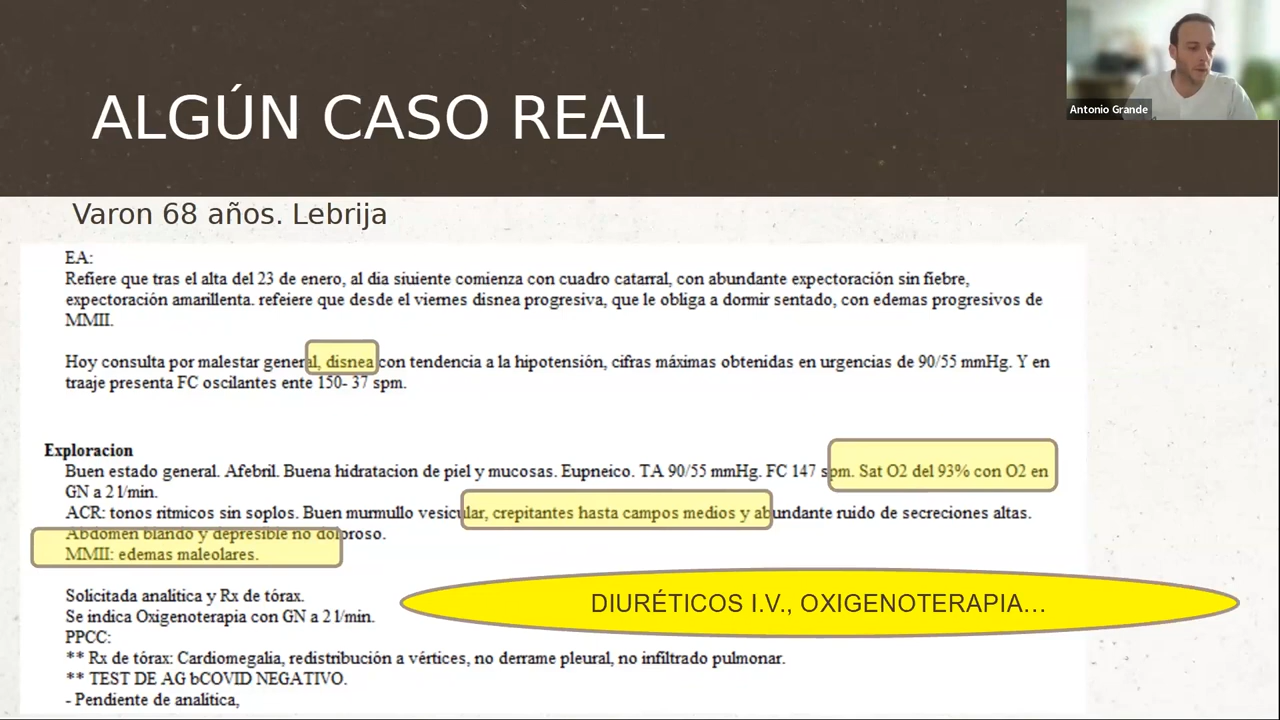 Antonio Grande
ALGÚN CASO REAL
Varon 68 años. Lebrija
EA:
Refiere que tras el alta del 23 de enero, al dia siuiente comienza con cuadro catarral, con abundante expectoración sin fiebre,
expectoración amarillenta. refeiere que desde el viernes disnea progresiva, que le obliga a dormir sentado, con edemas progresivos de
MMII.
Hoy consulta por malestar general, disnea con tendencia a la hipotensión, cifras máximas obtenidas en urgencias de 90/55 mmHg. Y en
traaje presenta FC oscilantes ente 150- 37 spm.
Exploracion
Buen estado general. Afebril. Buena hidratacion de piel y mucosas. Eupneico. TA 90/55 mmHg. FC 147 spm. Sat O2 del 93% con O2 en
GN a 2 l/min.
ACR: tonos ritmicos sin soplos. Buen murmullo vesicular, crepitantes hasta campos medios y abundante ruido de secreciones altas.
Abdomen blando y depresible no doloroso.
MMII: edemas maleolares.
Solicitada analitica y Rx de tórax.
Se indica Oxigenoterapia con GN a 2 l/min.
DIURÉTICOS I.V., OXIGENOTERAPIA...
PPCC:
** Rx de tórax: Cardiomegalia, redistribución a vértices, no derrame pleural, no infiltrado pulmonar.
** TEST DE AG bCOVID NEGATIVO.
- Pendiente de analitica,